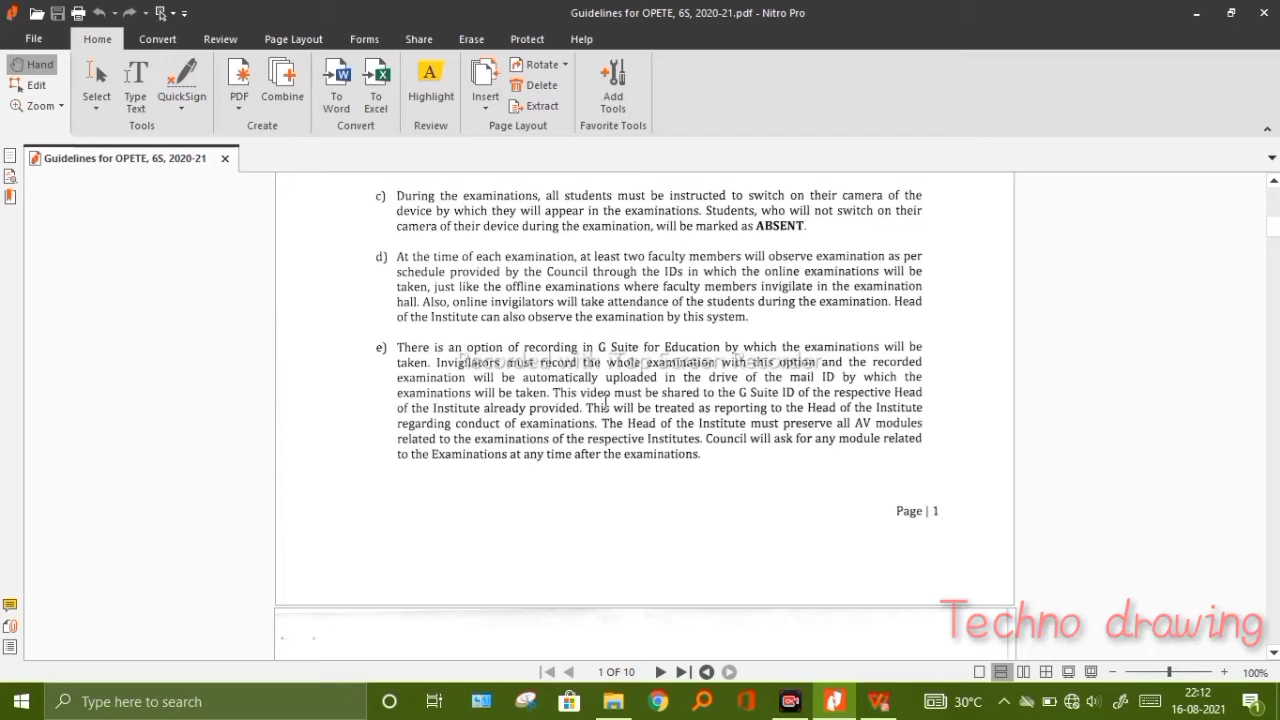 Guidelines for OPETE, 6S, 2020-21.pdf - Nitro Pro
File Home Convert Review Page Layout Forms Share Erase Protect Help
Hand
Edit
Zoom
Select
Type Text
QuickSign
PDF
Combine
To Word
To Excel
Highlight
Insert
Rotate
Delete
Extract
Add Tools
Tools Create Convert Review Page Layout Favorite Tools
Guidelines for OPETE, 6S, 2020-21
c) During the examinations, all students must be instructed to switch on their camera of the
device by which they will appear in the examinations. Students, who will not switch on their
camera of their device during the examination, will be marked as ABSENT.
d) At the time of each examination, at least two faculty members will observe examination as per
schedule provided by the Council through the IDs in which the online examinations will be
taken, just like the offline examinations where faculty members invigilate in the examination
hall. Also, online invigilators will take attendance of the students during the examination. Head
of the Institute can also observe the examination by this system.
e) There is an option of recording in G Suite for Education by which the examinations will be
Recorded with iTop Screen Recorder
taken. Invigilators must record the whole examination with this option and the recorded
examination will be automatically uploaded in the drive of the mail ID by which the
examinations will be taken. This video must be shared to the G Suite ID of the respective Head
of the Institute already provided. This will be treated as reporting to the Head of the Institute
regarding conduct of examinations. The Head of the Institute must preserve all AV modules
related to the examinations of the respective Institutes. Council will ask for any module related
to the Examinations at any time after the examinations.
Page | 1
Techno drawing
1 OF 10
100%
Type here to search
30°C
22:12
16-08-2021
1